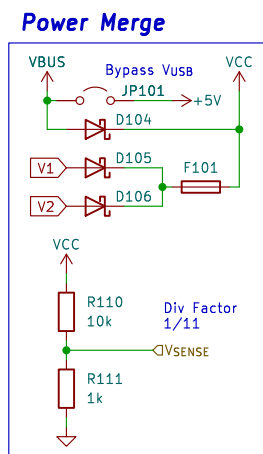 Power Merge
VBUS
Bypass VUSB
VCC
JP101
+5V
D104
V1
D105
F101
V2
D106
VCC
R110
10k
Div Factor
1/11
VSENSE
R111
1k